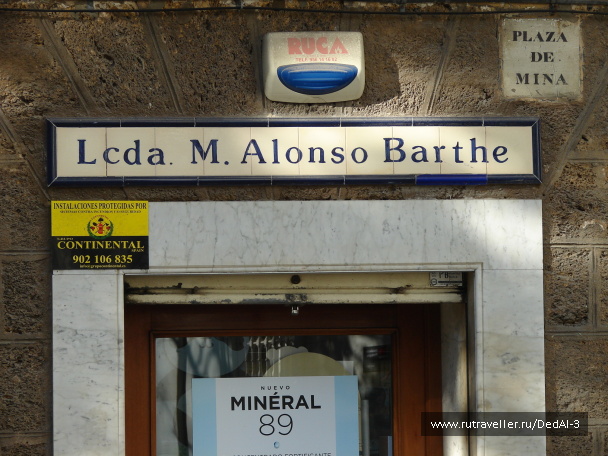 RUCA
PLAZA
DE
MINA
Lcda. M. Alonso Barthe
INSTALACIONES PROTEGIDAS POR
CONTINENTAL
SPAIN
902 106 835
NUEVO
MINÉRAL
89
www.rutraveller.ru/DedAl-3